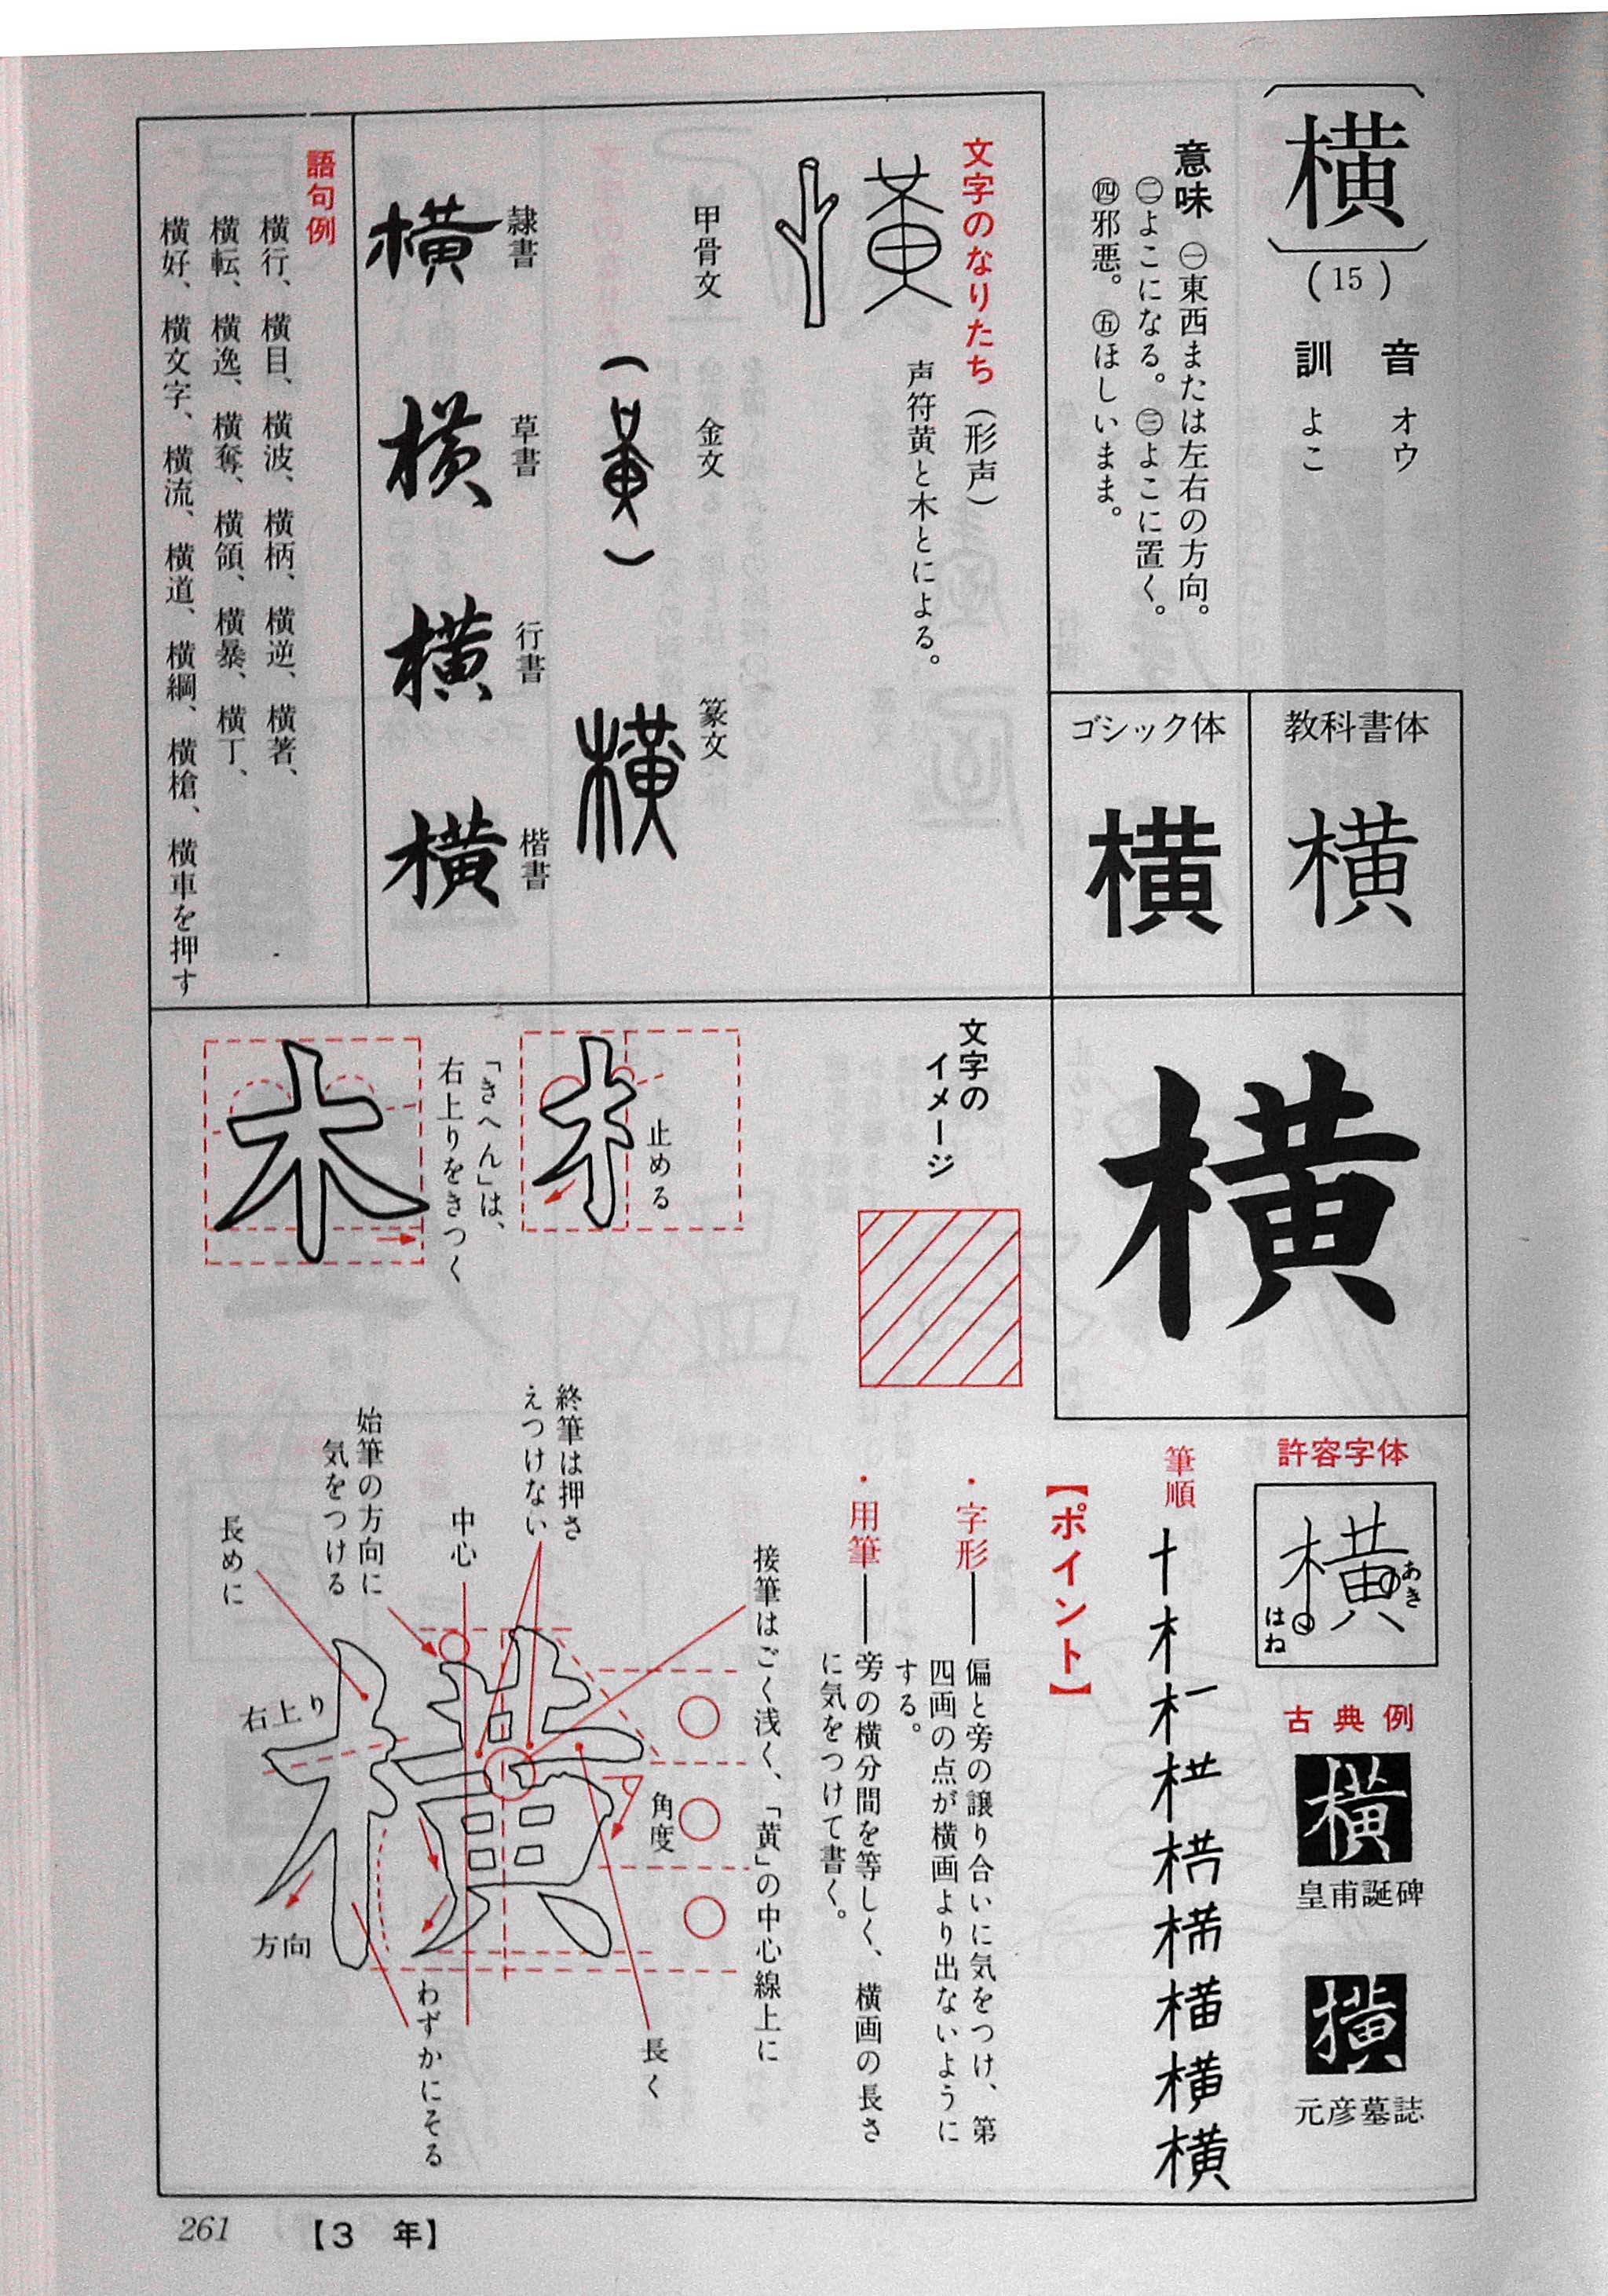 横
(15)
音 オウ
訓 よこ
意味 ㊀東西または左右の方向。
㊁よこになる。㊂よこに置く。
㊃邪悪。㊄ほしいまま。
教科書体
横
ゴシック体
横
文字のなりたち(形声)
声符黄と木とによる。
甲骨文
金文
篆文
隷書
横
草書
横
行書
横
楷書
横
語句例
横行、横目、横波、横柄、横逆、横著、
横転、横逸、横奪、横領、横暴、横丁、
横好、横文字、横流、横道、横綱、横槍、横車を押す
横
許容字体
横
あき
はね
古典例
横
皇甫誕碑
横
元彦墓誌
筆順
【ポイント】
・字形――偏と旁の譲り合いに気をつけ、第
四画の点が横画より出ないように
する。
・用筆――旁の横分間を等しく、横画の長さ
に気をつけて書く。
文字の
イメージ
止める
「きへん」は、
右上りをきつく
木
接筆はごく浅く、「黄」の中心線上に
終筆は押さ
えつけない
中心
始筆の方向に
気をつける
長めに
右上り
方向
角度
長く
わずかにそる
横
261
【3年】